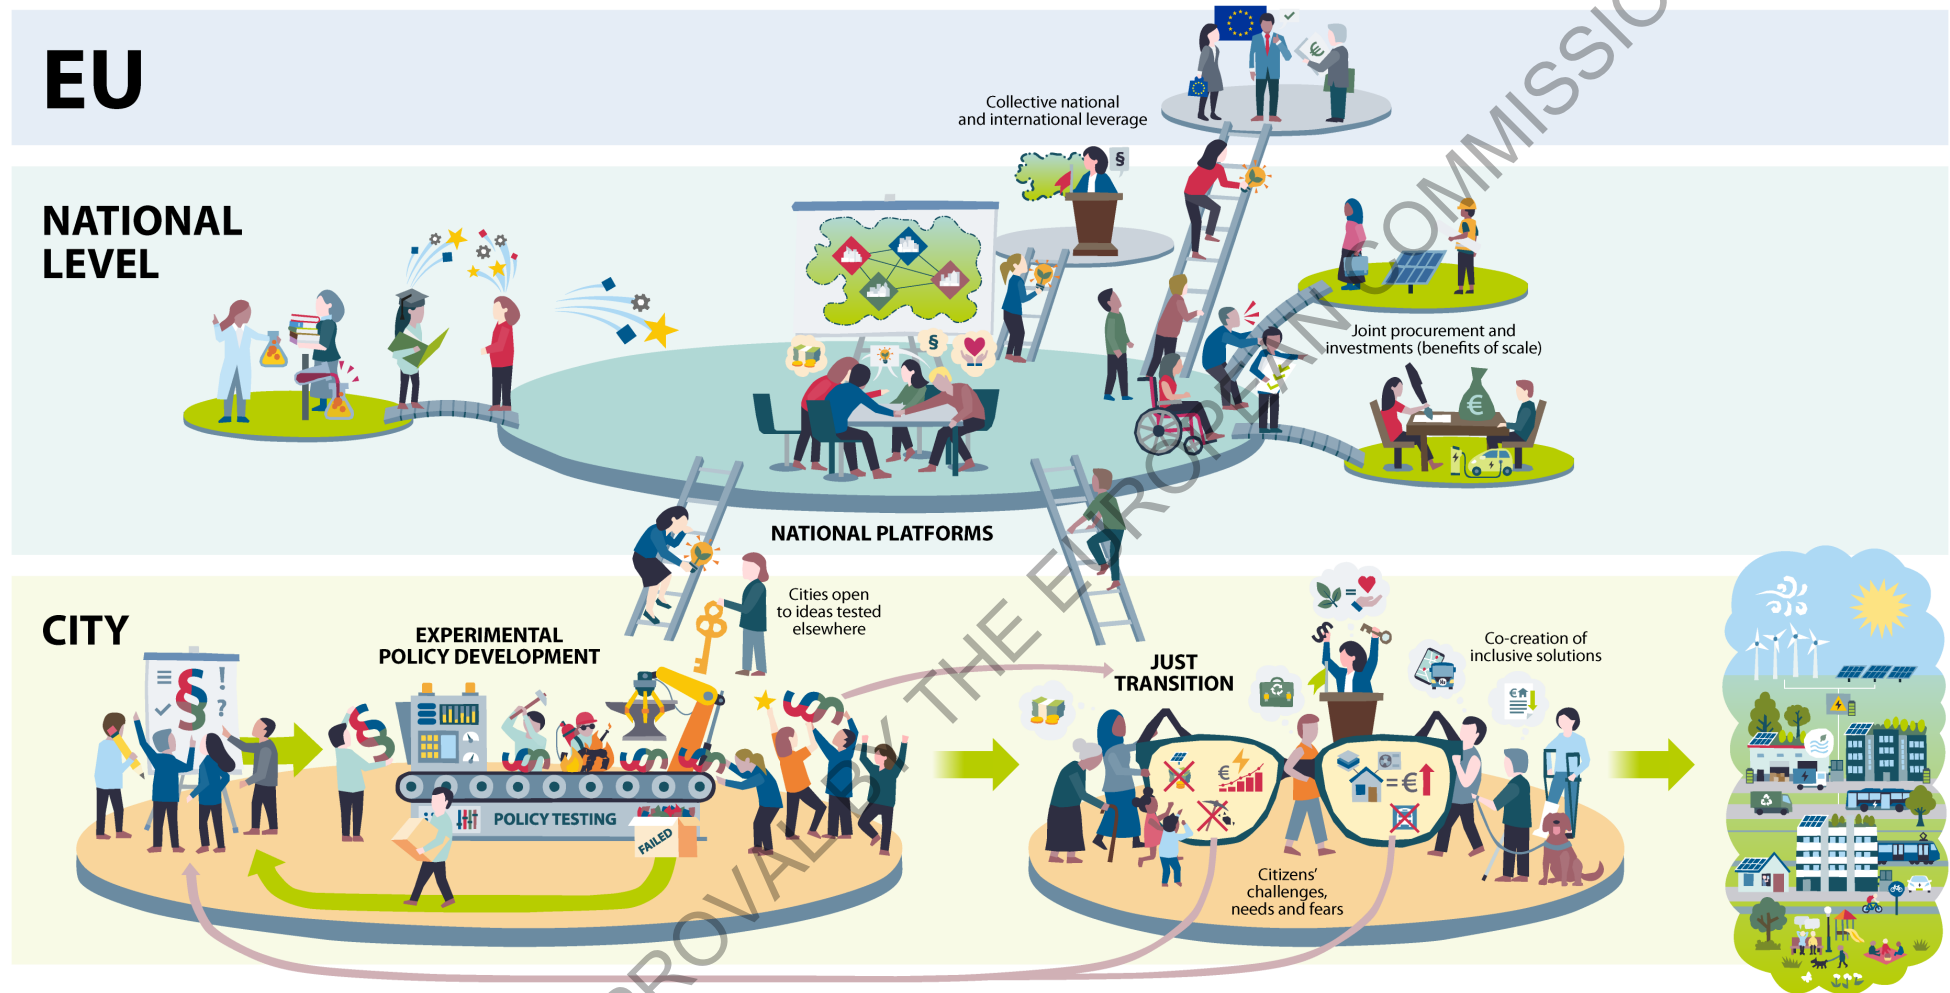 EU
Collective national
and international leverage
NATIONAL
LEVEL
§
§
Joint procurement and
investments (benefits of scale)
€
NATIONAL PLATFORMS
CITY
Cities open
to ideas tested
elsewhere
EXPERIMENTAL
POLICY DEVELOPMENT
§ !
?
POLICY TESTING
FAILED
JUST
TRANSITION
Co-creation of
inclusive solutions
=
§
€
€
= €
Citizens'
challenges,
needs and fears
PROVAL BY THE EUROPEAN COMMISSIO